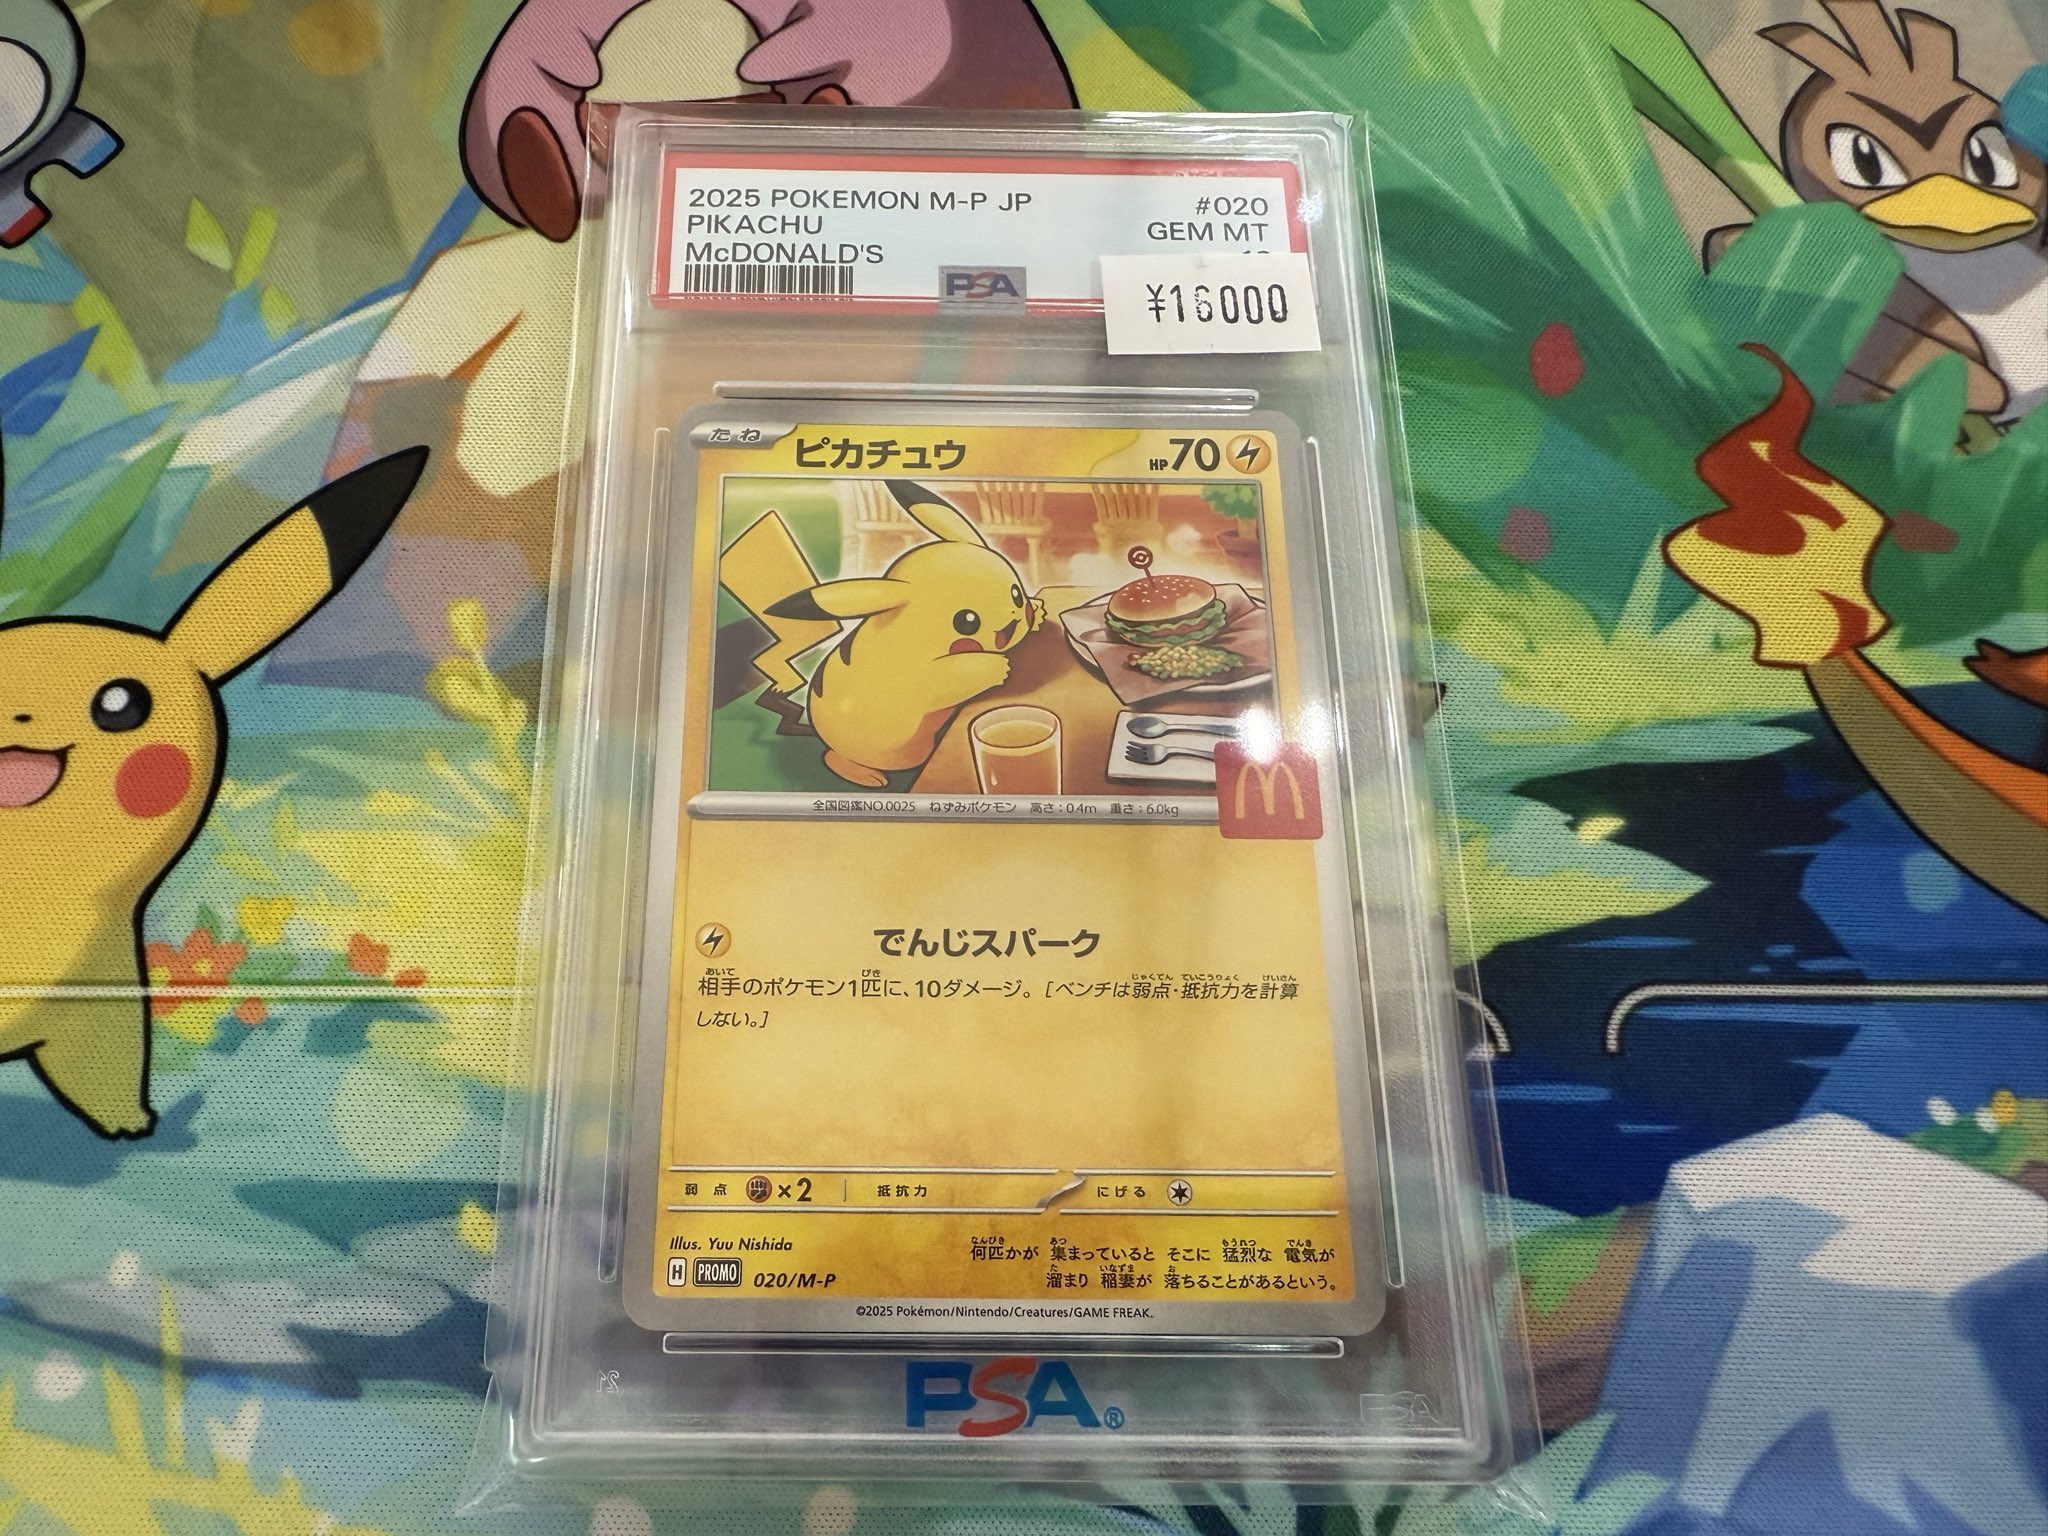 2025 POKEMON M-P JP
#020
PIKACHU
GEM MT
McDONALD'S
PSA
¥16000
たね
ピカチュウ
HP 70
全国図鑑NO.0025 ねずみポケモン 高さ:0.4m 重さ:6.0kg
でんじスパーク
相手のポケモン1匹に、10ダメージ。[ベンチは弱点・抵抗力を計算
しない。]
弱点 ×2 抵抗力 にげる
Illus. Yuu Nishida
何匹かが 集まっていると そこに 猛烈な 電気が
H PROMO 020/M-P
溜まり 稲妻が 落ちることがあるという。
©2025 Pokémon/Nintendo/Creatures/GAME FREAK.
PSA®
PSA